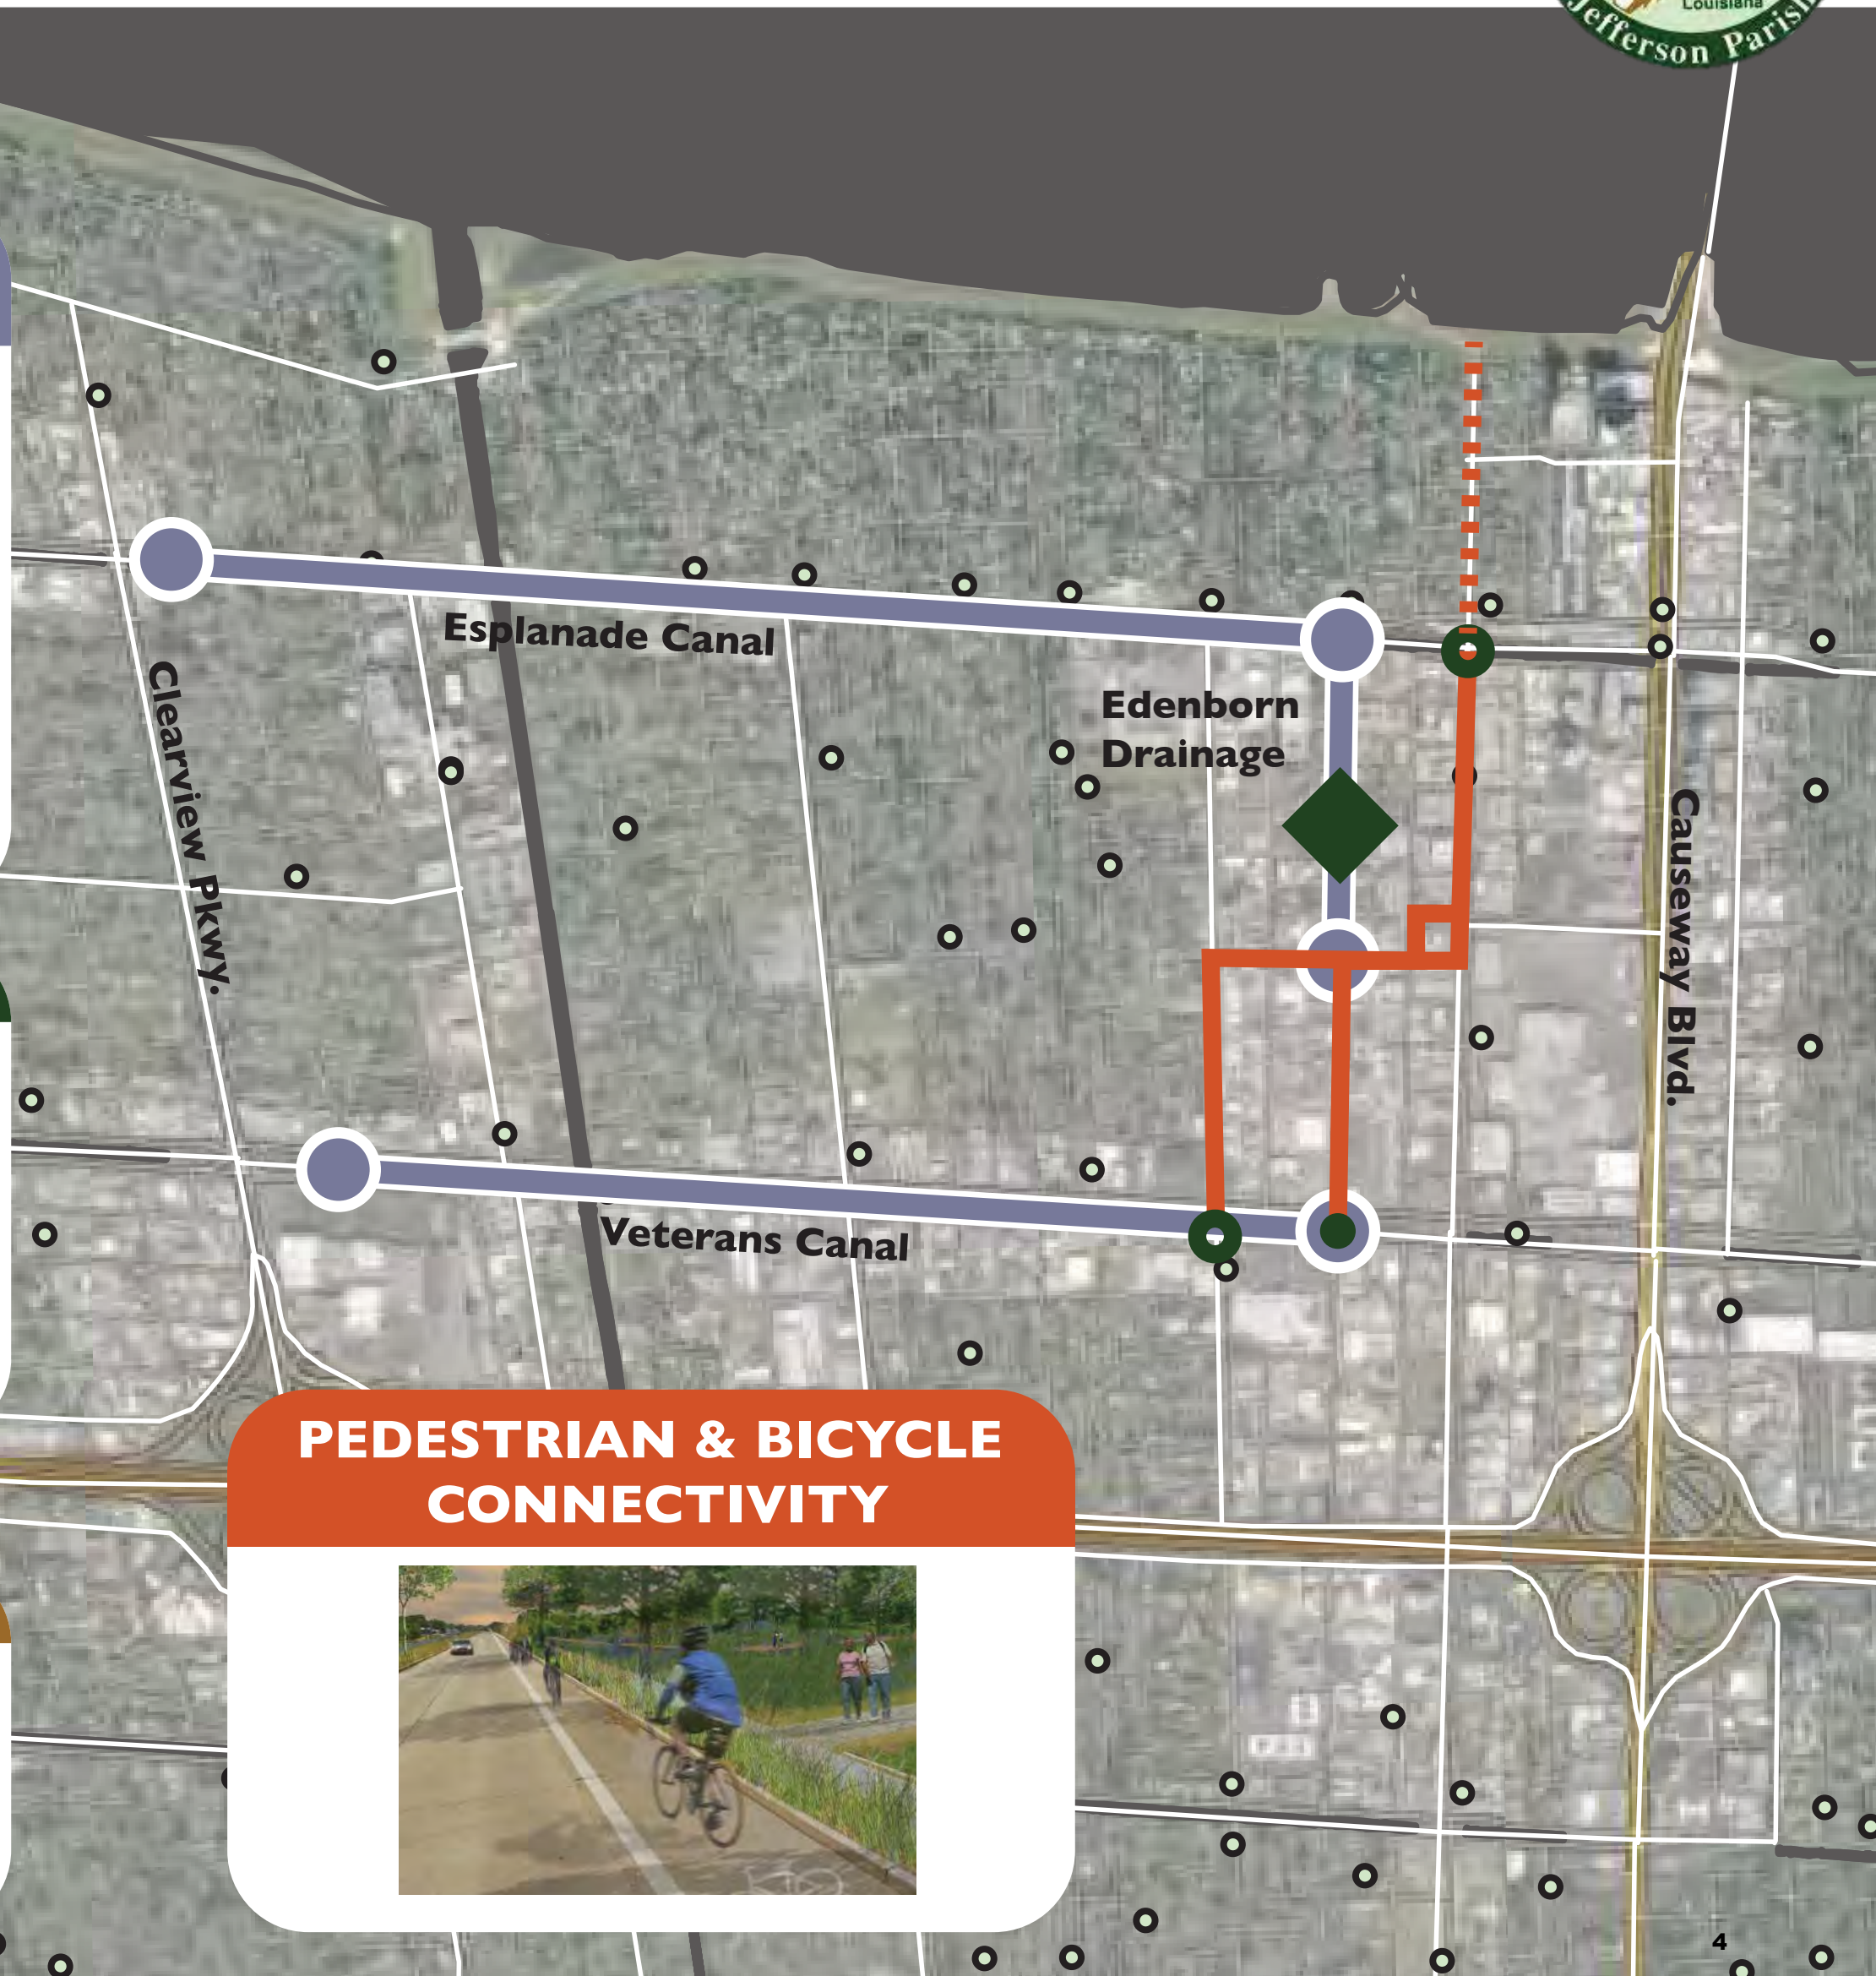 Louisiana
Jefferson Parish
Esplanade Canal
Edenborn
Drainage
Clearview Pkwy.
Causeway Blvd.
Veterans Canal
PEDESTRIAN & BICYCLE
CONNECTIVITY
4